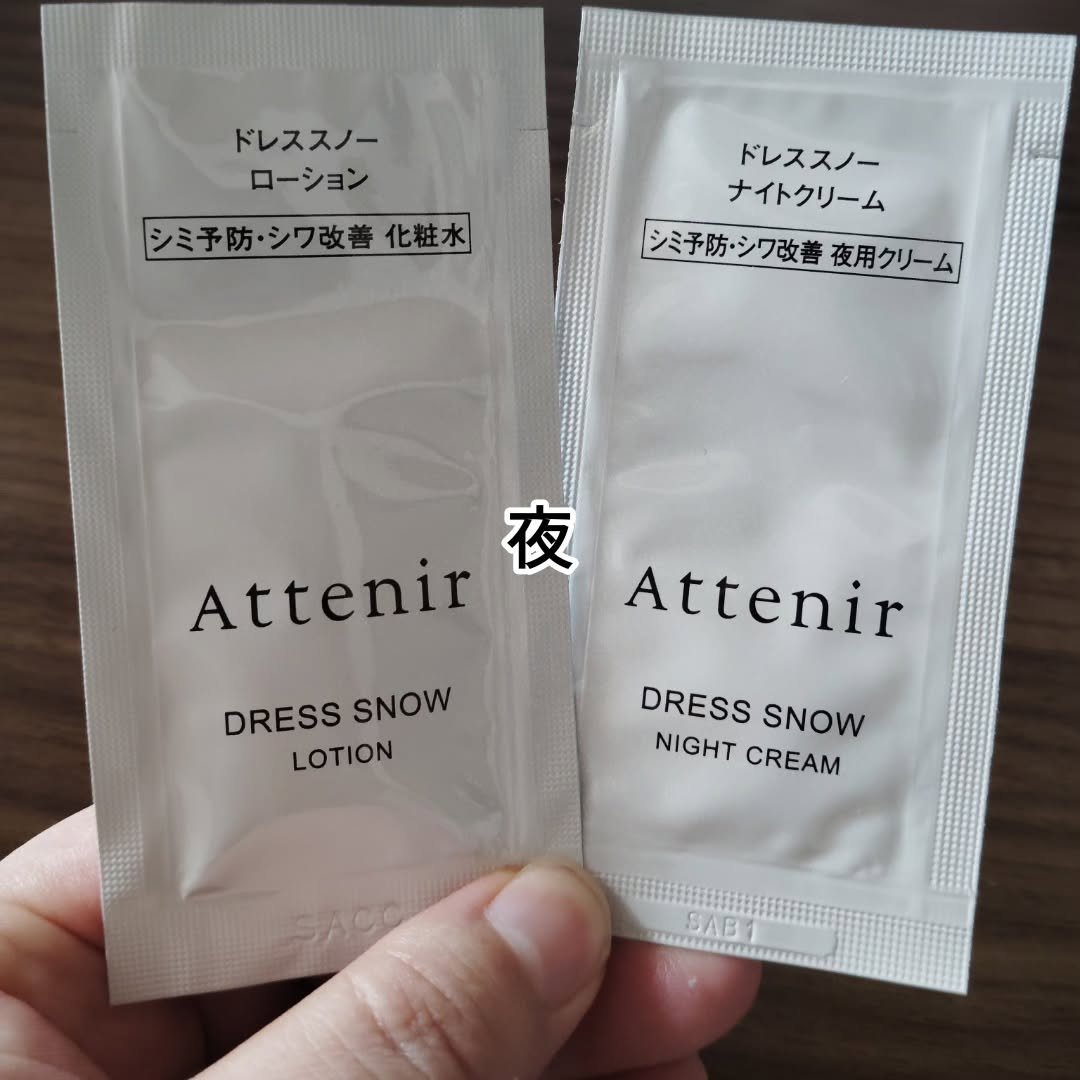 ドレススノー
ローション
シミ予防・シワ改善 化粧水
Attenir
DRESS SNOW
LOTION
夜
ドレススノー
ナイトクリーム
シミ予防・シワ改善 夜用クリーム
Attenir
DRESS SNOW
NIGHT CREAM
SAB1